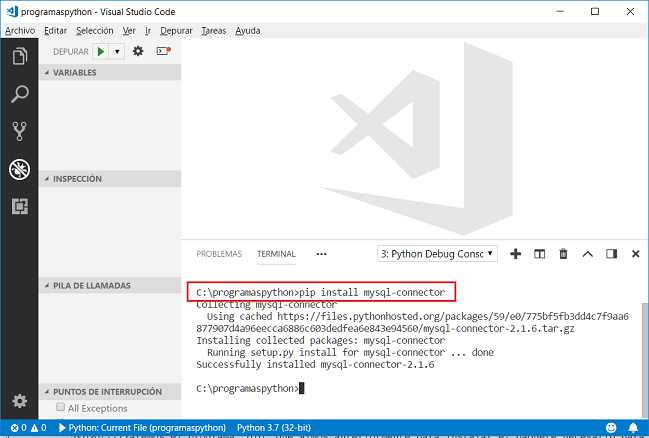 programaspython - Visual Studio Code
Archivo Editar Selección Ver Ir Depurar Tareas Ayuda
DEPURAR
VARIABLES
INSPECCIÓN
PILA DE LLAMADAS
PUNTOS DE INTERRUPCIÓN
All Exceptions
PROBLEMAS TERMINAL ••• 3: Python Debug Consc
C:\programaspython>pip install mysql-connector
Collecting mysql-connector
Using cached https://files.pythonhosted.org/packages/59/e0/775bf5fb3dd4c7f9aa6
877907d4a96eecca6886c603dedfea6e843e94560/mysql-connector-2.1.6.tar.gz
Installing collected packages: mysql-connector
Running setup.py install for mysql-connector ... done
Successfully installed mysql-connector-2.1.6
C:\programaspython>
0 0 Python: Current File (programaspython) Python 3.7 (32-bit)